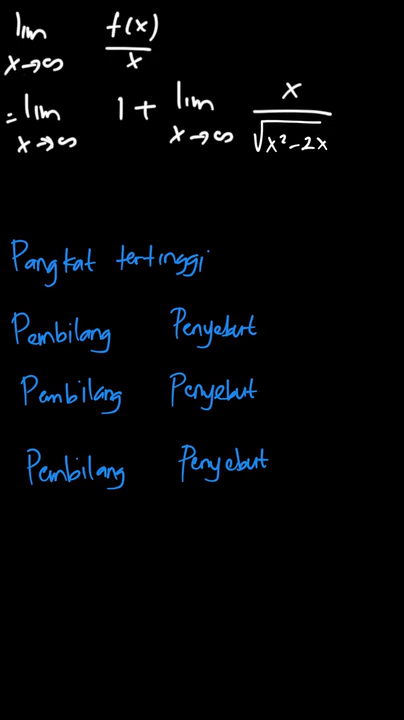 lim f(x)/x
x→∞
= lim 1 + lim x/√(x²-2x)
x→∞ x→∞
Pangkat tertinggi
Pembilang Penyebut
Pembilang Penyebut
Pembilang Penyebut